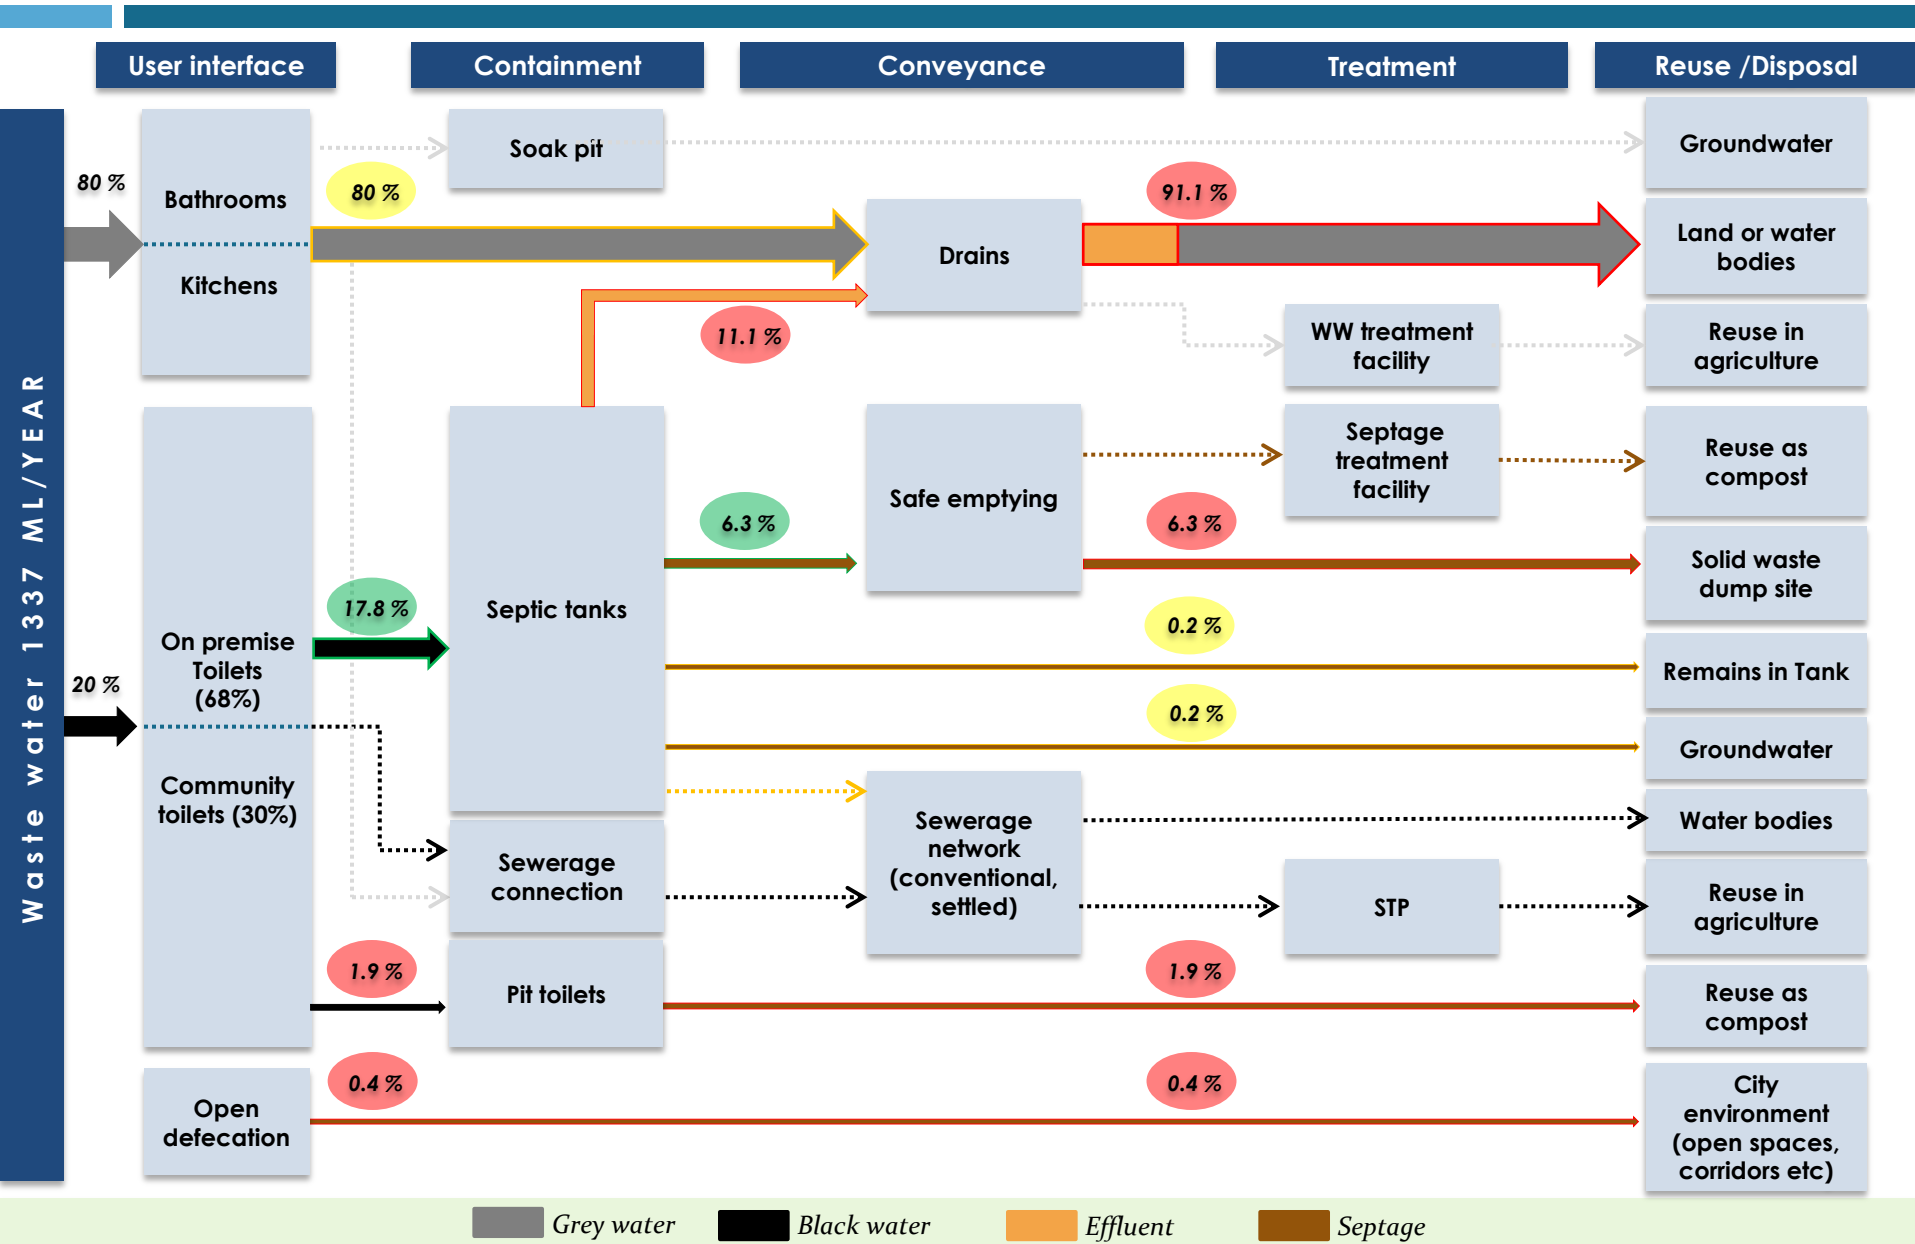 User interface
Containment
Conveyance
Treatment
Reuse /Disposal
Waste water 1337 ML/YEAR
80 %
20 %
Bathrooms
Kitchens
80 %
Soak pit
Groundwater
91.1 %
Drains
Land or water
bodies
11.1 %
WW treatment
facility
Reuse in
agriculture
On premise
Toilets
(68%)
Community
toilets (30%)
17.8 %
Septic tanks
6.3 %
Safe emptying
Septage
treatment
facility
Reuse as
compost
6.3 %
Solid waste
dump site
0.2 %
Remains in Tank
0.2 %
Groundwater
Sewerage
connection
Sewerage
network
(conventional,
settled)
Water bodies
STP
Reuse in
agriculture
1.9 %
Pit toilets
1.9 %
Reuse as
compost
Open
defecation
0.4 %
0.4 %
City
environment
(open spaces,
corridors etc)
Grey water
Black water
Effluent
Septage